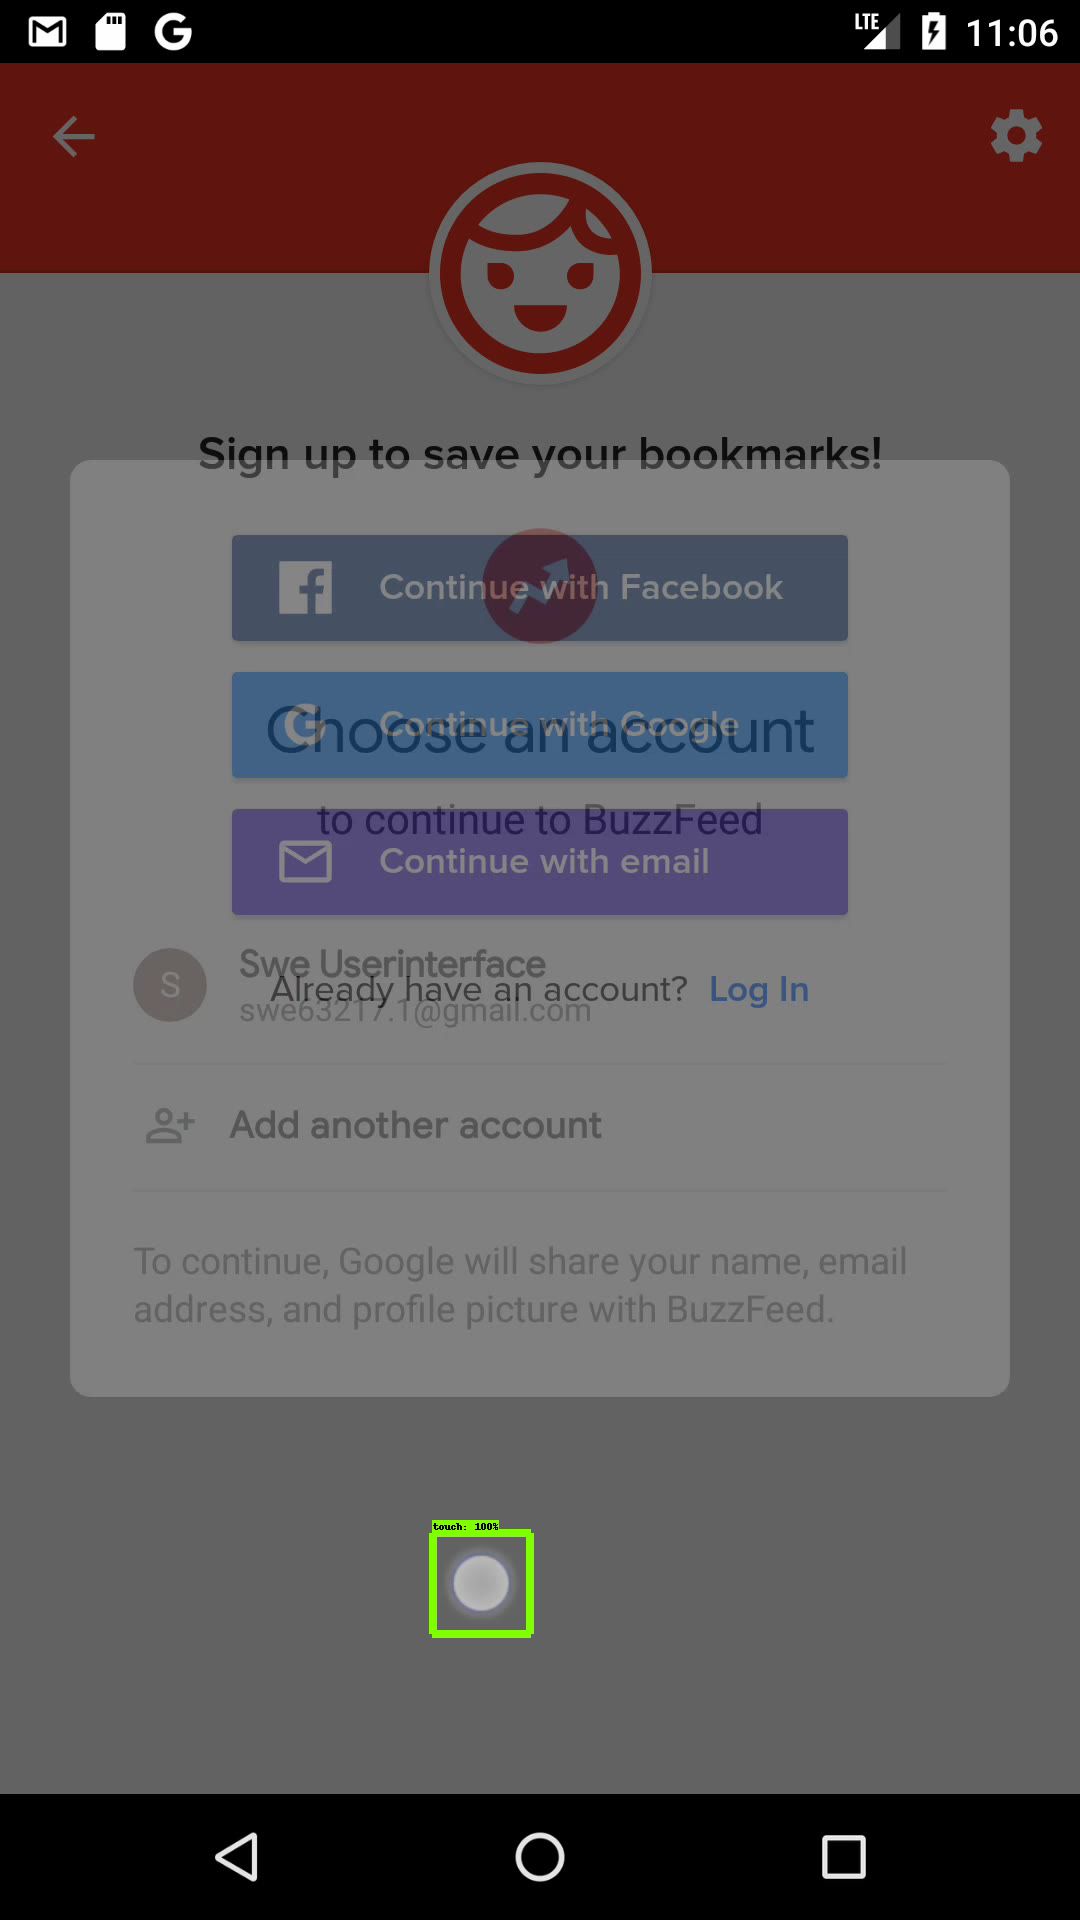 LTE 11:06
Sign up to save your bookmarks!
Continue with Facebook
Continue with Google
Choose an account
to continue to BuzzFeed
Continue with email
Swe Userinterface
S
Already have an account? Log In
swe63217.1@gmail.com
Add another account
To continue, Google will share your name, email
address, and profile picture with BuzzFeed.
touch: 100%